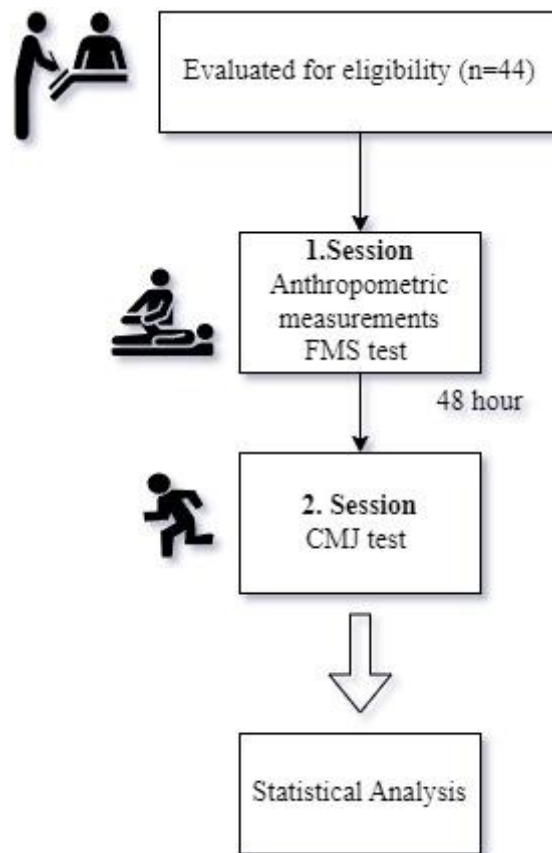 Evaluated for eligibility (n=44)
1.Session
Anthropometric
measurements
FMS test
48 hour
2. Session
CMJ test
Statistical Analysis